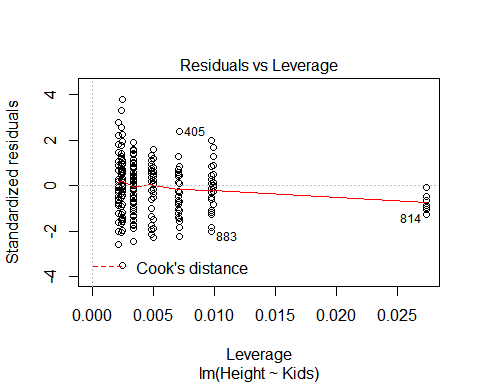 Residuals vs Leverage
Standardized residuals
4
2
0
-2
-4
405
883
814
Cook's distance
0.000 0.005 0.010 0.015 0.020 0.025
Leverage
lm(Height ~ Kids)